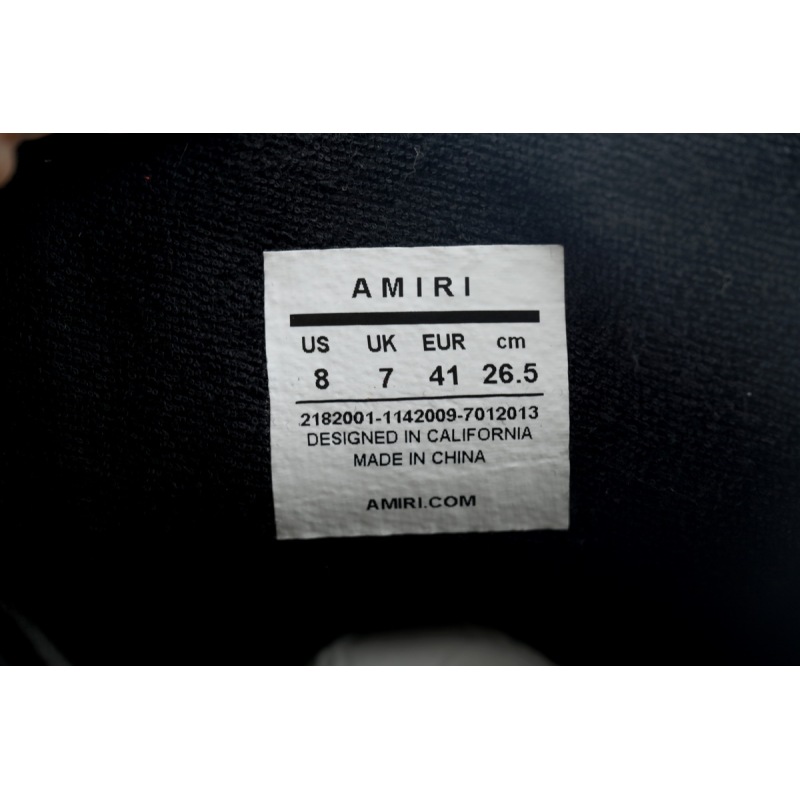 AMIRI
US UK EUR cm
8 7 41 26.5
2182001-1142009-7012013
DESIGNED IN CALIFORNIA
MADE IN CHINA
AMIRI.COM